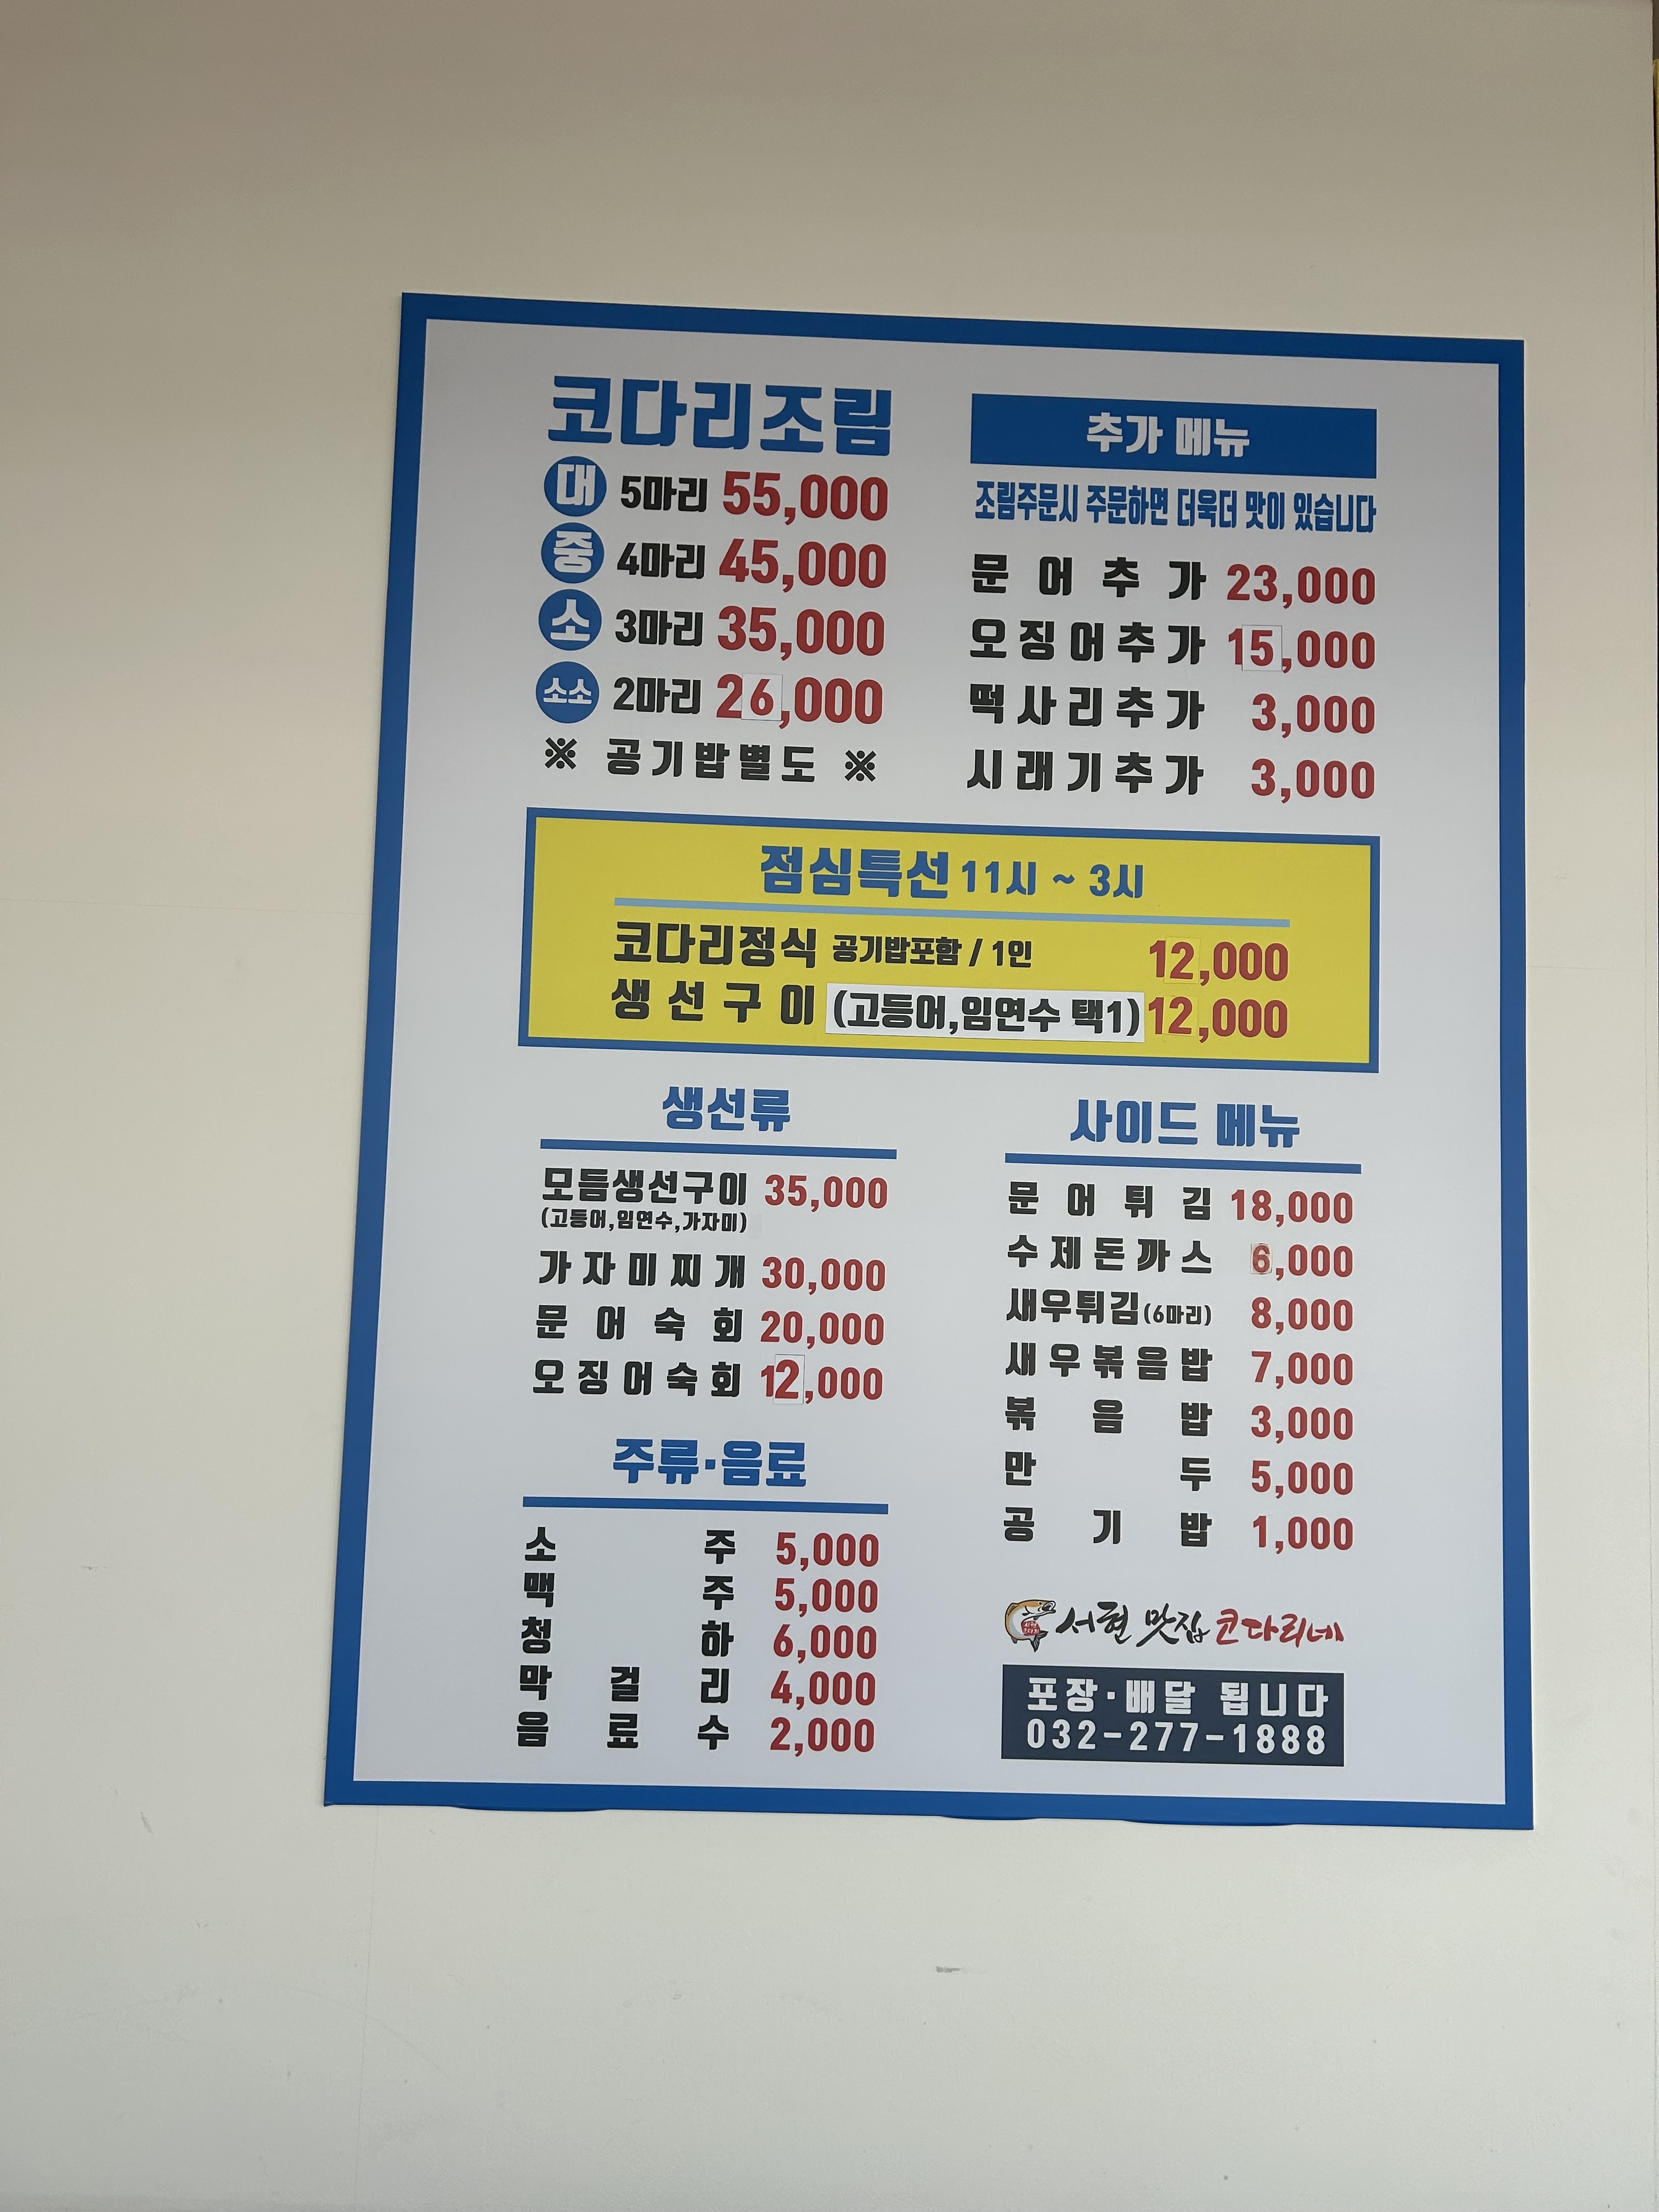 코다리조림
대 5마리 55,000
중 4마리 45,000
소 3마리 35,000
소소 2마리 26,000
※ 공기밥별도 ※
추가 메뉴
조림주문시 주문하면 더욱더 맛이 있습니다
문어추가 23,000
오징어추가 15,000
떡사리추가 3,000
시래기추가 3,000
점심특선 11시 ~ 3시
코다리정식 공기밥포함 / 1인 12,000
생선구이 (고등어,임연수 택1) 12,000
생선류
모듬생선구이 35,000
(고등어,임연수,가자미)
가자미찌개 30,000
문어숙회 20,000
오징어숙회 12,000
주류·음료
소주 5,000
맥주 5,000
청하 6,000
막걸리 4,000
음료수 2,000
사이드 메뉴
문어튀김 18,000
수제돈까스 6,000
새우튀김(6마리) 8,000
새우볶음밥 7,000
볶음밥 3,000
만두 5,000
공기밥 1,000
서현 맛집 코다리네
포장·배달 됩니다
032-277-1888